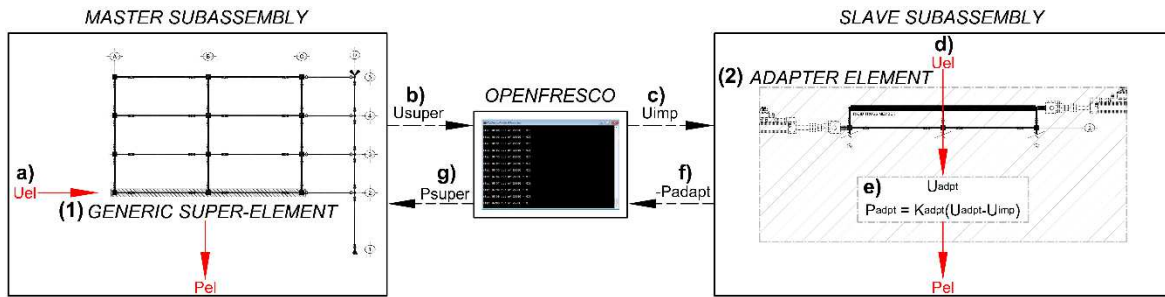 MASTER SUBASSEMBLY
SLAVE SUBASSEMBLY
a)
Uel
(1) GENERIC SUPER-ELEMENT
Pel
b)
Usuper
OPENFRESCO
c)
Uimp
g)
Psuper
f)
-Padapt
d)
Uel
(2) ADAPTER ELEMENT
e)
Uadpt
Padpt = Kadpt(Uadpt-Uimp)
Pel